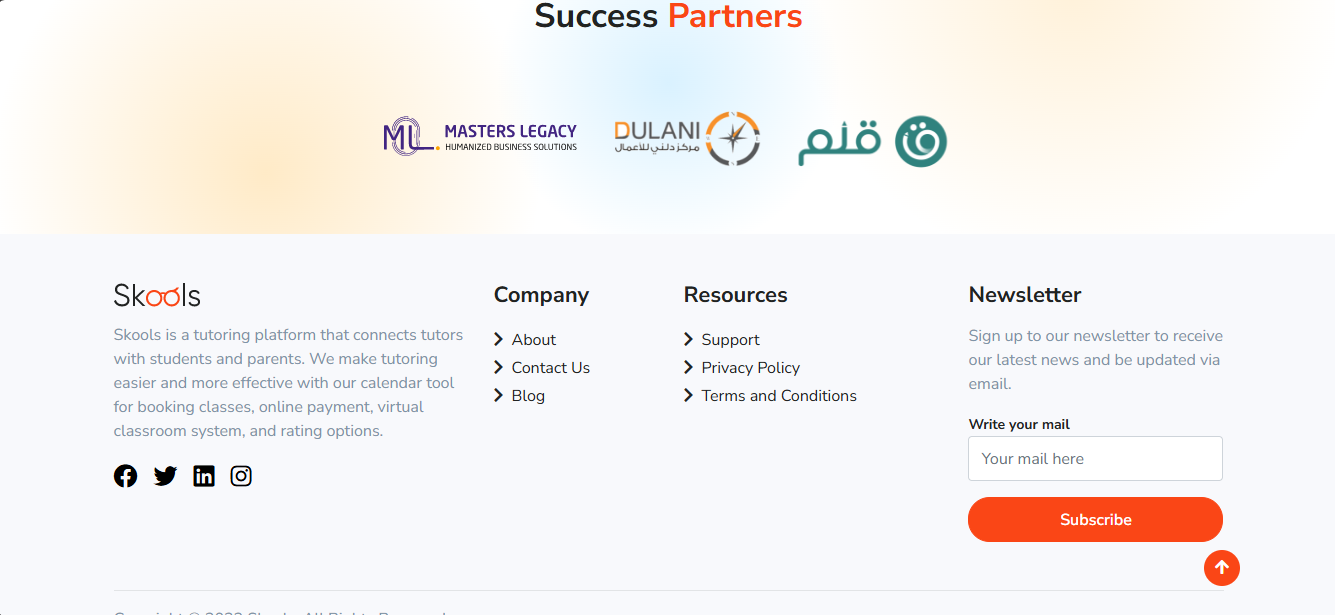 Success Partners
ML. MASTERS LEGACY
HUMANIZED BUSINESS SOLUTIONS
DULANI
مركز دلني للأعمال
قلم
Skools
Skools is a tutoring platform that connects tutors
with students and parents. We make tutoring
easier and more effective with our calendar tool
for booking classes, online payment, virtual
classroom system, and rating options.
Company
About
Contact Us
Blog
Resources
Support
Privacy Policy
Terms and Conditions
Newsletter
Sign up to our newsletter to receive
our latest news and be updated via
email.
Write your mail
Your mail here
Subscribe